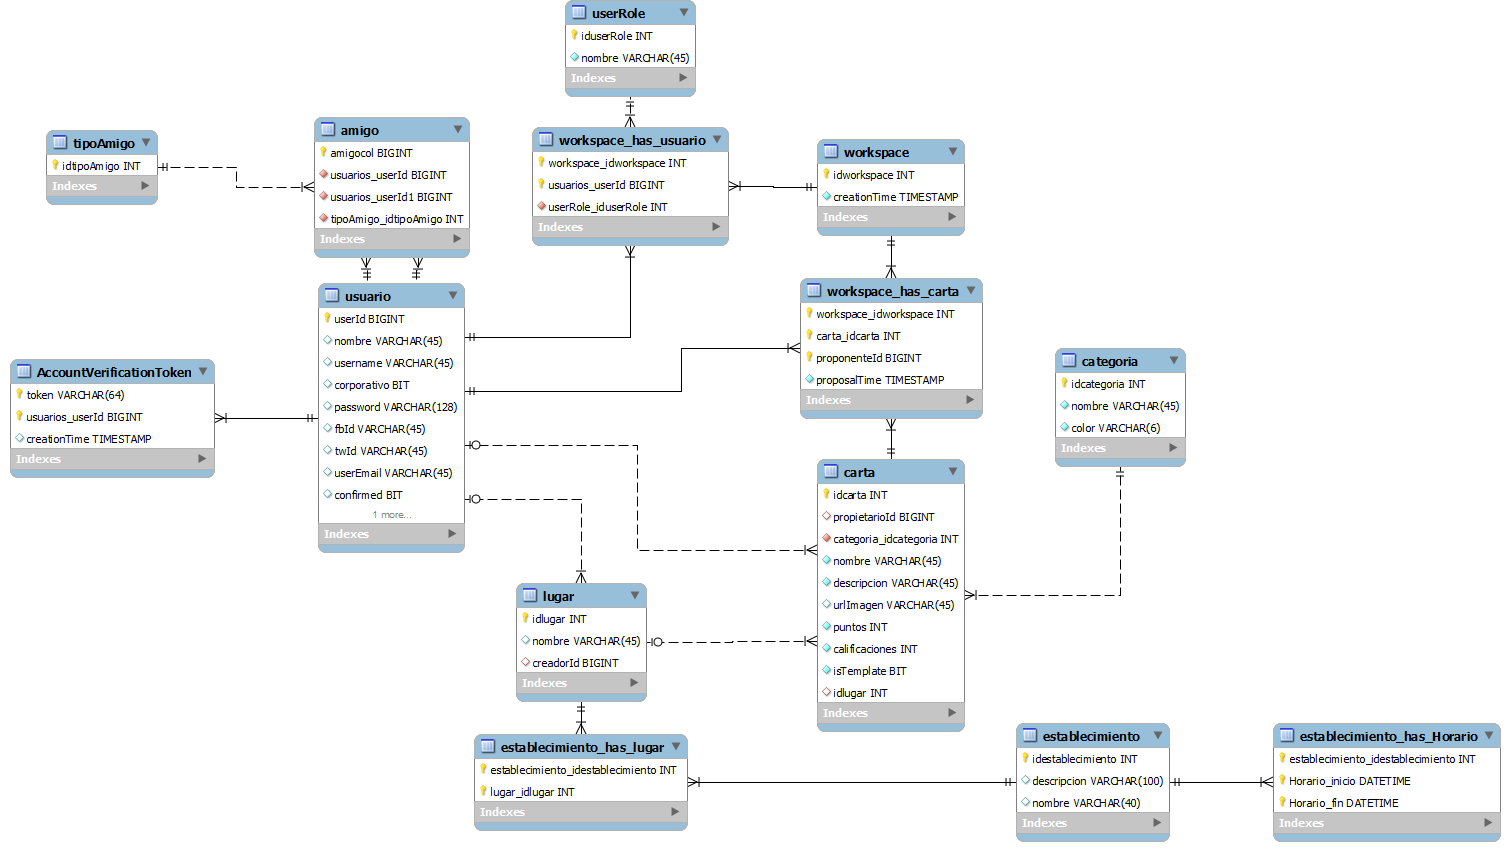 userRole
iduserRole INT
nombre VARCHAR(45)
Indexes
tipoAmigo
idtipoAmigo INT
Indexes
amigo
amigocol BIGINT
usuarios_userId BIGINT
usuarios_userId1 BIGINT
tipoAmigo_idtipoAmigo INT
Indexes
workspace_has_usuario
workspace_idworkspace INT
usuarios_userId BIGINT
userRole_iduserRole INT
Indexes
workspace
idworkspace INT
creationTime TIMESTAMP
Indexes
usuario
userId BIGINT
nombre VARCHAR(45)
username VARCHAR(45)
corporativo BIT
password VARCHAR(128)
fbId VARCHAR(45)
twId VARCHAR(45)
userEmail VARCHAR(45)
confirmed BIT
1 more...
Indexes
workspace_has_carta
workspace_idworkspace INT
carta_idcarta INT
proponenteId BIGINT
proposalTime TIMESTAMP
Indexes
AccountVerificationToken
token VARCHAR(64)
usuarios_userId BIGINT
creationTime TIMESTAMP
Indexes
categoria
idcategoria INT
nombre VARCHAR(45)
color VARCHAR(6)
Indexes
carta
idcarta INT
propietarioId BIGINT
categoria_idcategoria INT
nombre VARCHAR(45)
descripcion VARCHAR(45)
urlImagen VARCHAR(45)
puntos INT
calificaciones INT
isTemplate BIT
idlugar INT
Indexes
lugar
idlugar INT
nombre VARCHAR(45)
creadorId BIGINT
Indexes
establecimiento_has_lugar
establecimiento_idestablecimiento INT
lugar_idlugar INT
Indexes
establecimiento
idestablecimiento INT
descripcion VARCHAR(100)
nombre VARCHAR(40)
Indexes
establecimiento_has_Horario
establecimiento_idestablecimiento INT
Horario_inicio DATETIME
Horario_fin DATETIME
Indexes